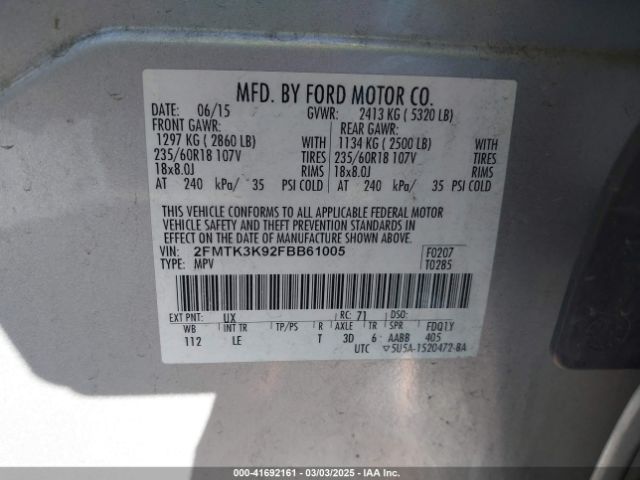 MFD. BY FORD MOTOR CO.
DATE: 06/15 GVWR: 2413 KG ( 5320 LB)
FRONT GAWR: REAR GAWR:
1297 KG ( 2860 LB) WITH 1134 KG ( 2500 LB) WITH
235/60R18 107V TIRES 235/60R18 107V TIRES
18x8.0J RIMS 18x8.0J RIMS
AT 240 kPa/ 35 PSI COLD AT 240 kPa/ 35 PSI COLD
THIS VEHICLE CONFORMS TO ALL APPLICABLE FEDERAL MOTOR
VEHICLE SAFETY AND THEFT PREVENTION STANDARDS IN
EFFECT ON THE DATE OF MANUFACTURE SHOWN ABOVE.
VIN: 2FMTK3K92FBB61005 F0207
TYPE: MPV T0285
EXT PNT: UX RC: 71 DSO:
WB INT TR TP/PS R AXLE TR SPR FDQTY
112 LE T 3D 6 AABB 405
UTC ▽5U5A-1520472-BA
000-41692161 | 03/03/2025 - IAA Inc.